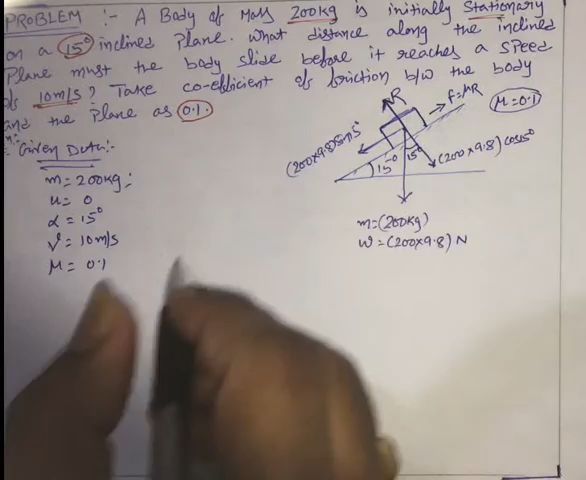 PROBLEM :- A Body of Mass 200kg is initially Stationary
on a 15° inclined Plane. What distance along the inclined
Plane must the body slide before it reaches a speed
of 10m/s? Take co-efficient of friction b/w the body
and the Plane as 0.1.
Given Data:-
m=200kg:
u= 0
α= 15°
V= 10m/s
μ= 0.1
R
F=μR
μ=0.1
(200×9.8)sin15°
15°
15°
(200×9.8)cos15°
m=(200kg)
W=(200×9.8) N